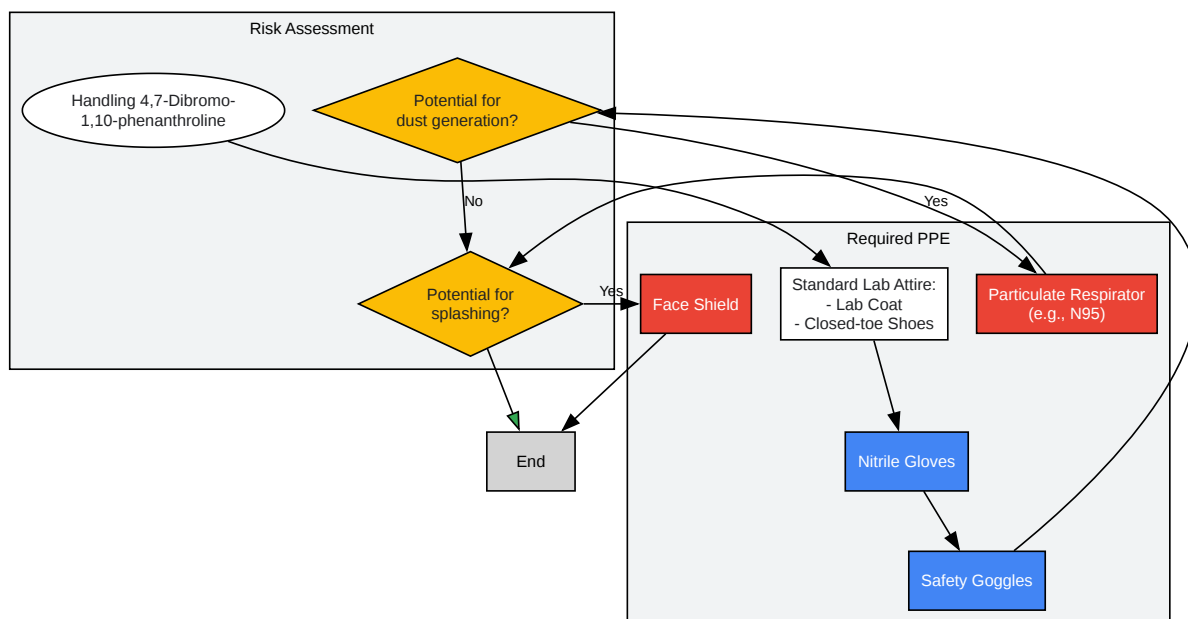 Risk Assessment
Handling 4,7-Dibromo-
1,10-phenanthroline
Potential for
dust generation?
No
Yes
Required PPE
Potential for
splashing?
Yes
Face Shield
Standard Lab Attire:
- Lab Coat
- Closed-toe Shoes
Particulate Respirator
(e.g., N95)
End
Nitrile Gloves
Safety Goggles